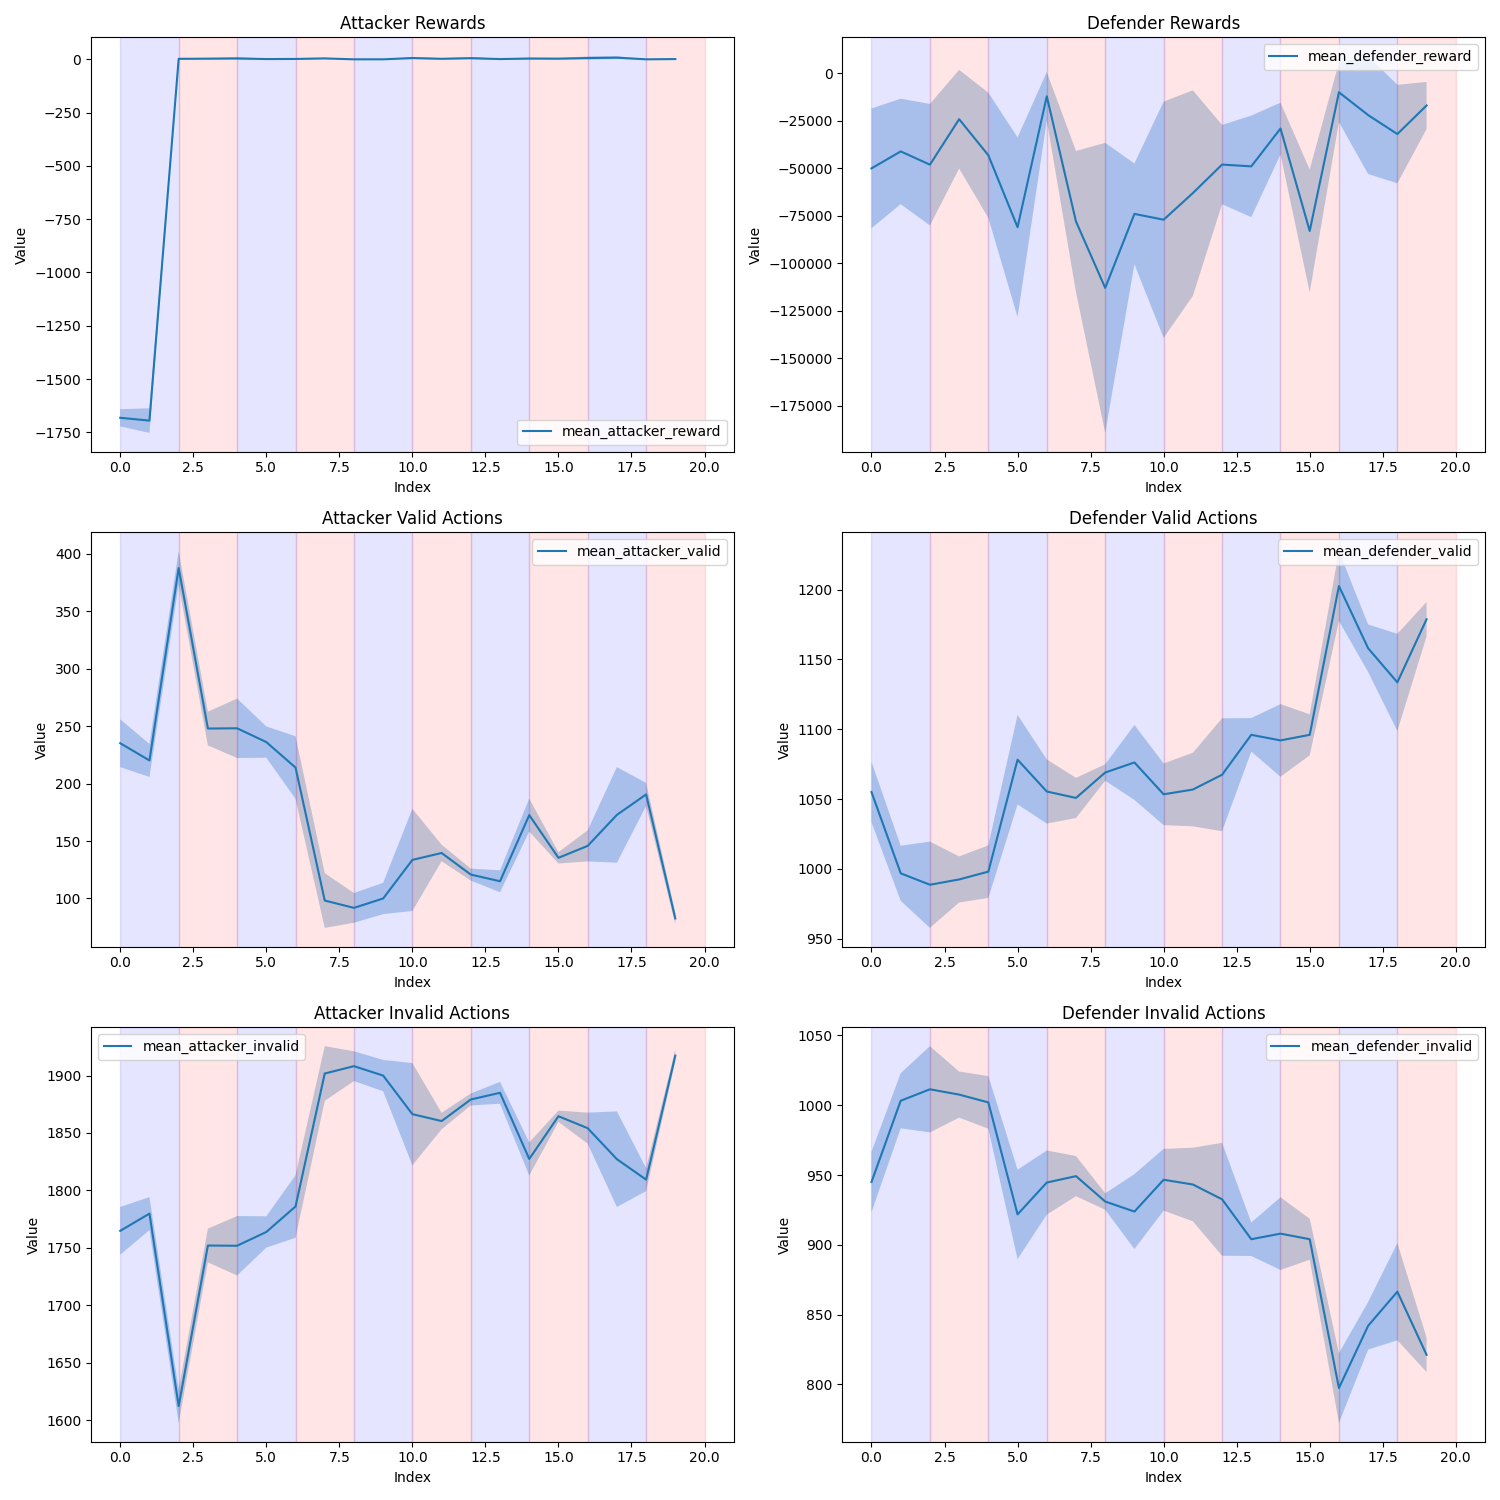 Attacker Rewards
0
−250
−500
−750
−1000
−1250
−1500
−1750
Value
mean_attacker_reward
0.0 2.5 5.0 7.5 10.0 12.5 15.0 17.5 20.0
Index
Defender Rewards
mean_defender_reward
0
−25000
−50000
−75000
−100000
−125000
−150000
−175000
Value
0.0 2.5 5.0 7.5 10.0 12.5 15.0 17.5 20.0
Index
Attacker Valid Actions
mean_attacker_valid
400
350
300
250
200
150
100
Value
0.0 2.5 5.0 7.5 10.0 12.5 15.0 17.5 20.0
Index
Defender Valid Actions
mean_defender_valid
1200
1150
1100
1050
1000
950
Value
0.0 2.5 5.0 7.5 10.0 12.5 15.0 17.5 20.0
Index
Attacker Invalid Actions
mean_attacker_invalid
1900
1850
1800
1750
1700
1650
1600
Value
0.0 2.5 5.0 7.5 10.0 12.5 15.0 17.5 20.0
Index
Defender Invalid Actions
mean_defender_invalid
1050
1000
950
900
850
800
Value
0.0 2.5 5.0 7.5 10.0 12.5 15.0 17.5 20.0
Index